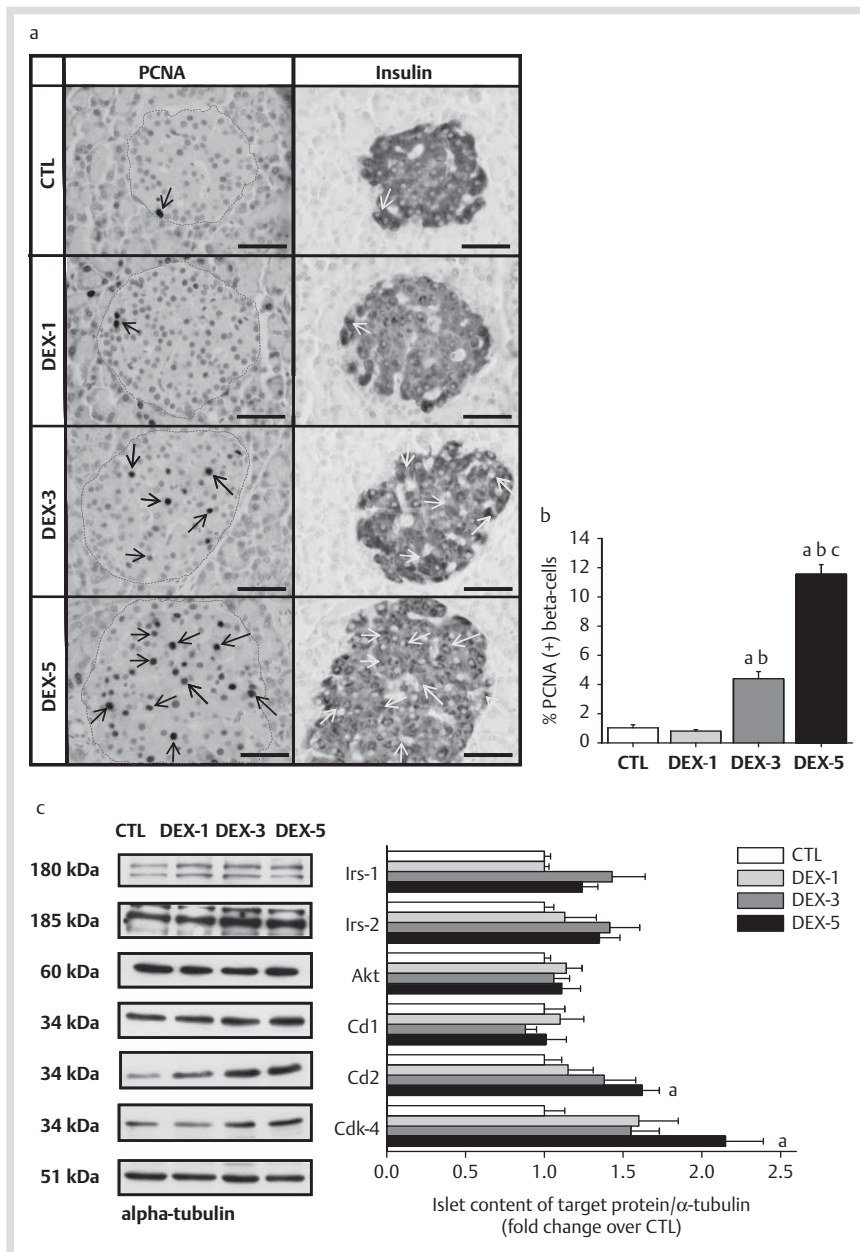 a
PCNA Insulin
CTL
DEX-1
DEX-3
DEX-5
b
% PCNA (+) beta-cells
14
12
10
8
6
4
2
0
a b
a b c
CTL DEX-1 DEX-3 DEX-5
c
CTL DEX-1 DEX-3 DEX-5
180 kDa
185 kDa
60 kDa
34 kDa
34 kDa
34 kDa
51 kDa
alpha-tubulin
Irs-1
Irs-2
Akt
Cd1
Cd2
a
Cdk-4
a
CTL
DEX-1
DEX-3
DEX-5
0.0 0.5 1.0 1.5 2.0 2.5
Islet content of target protein/α-tubulin
(fold change over CTL)